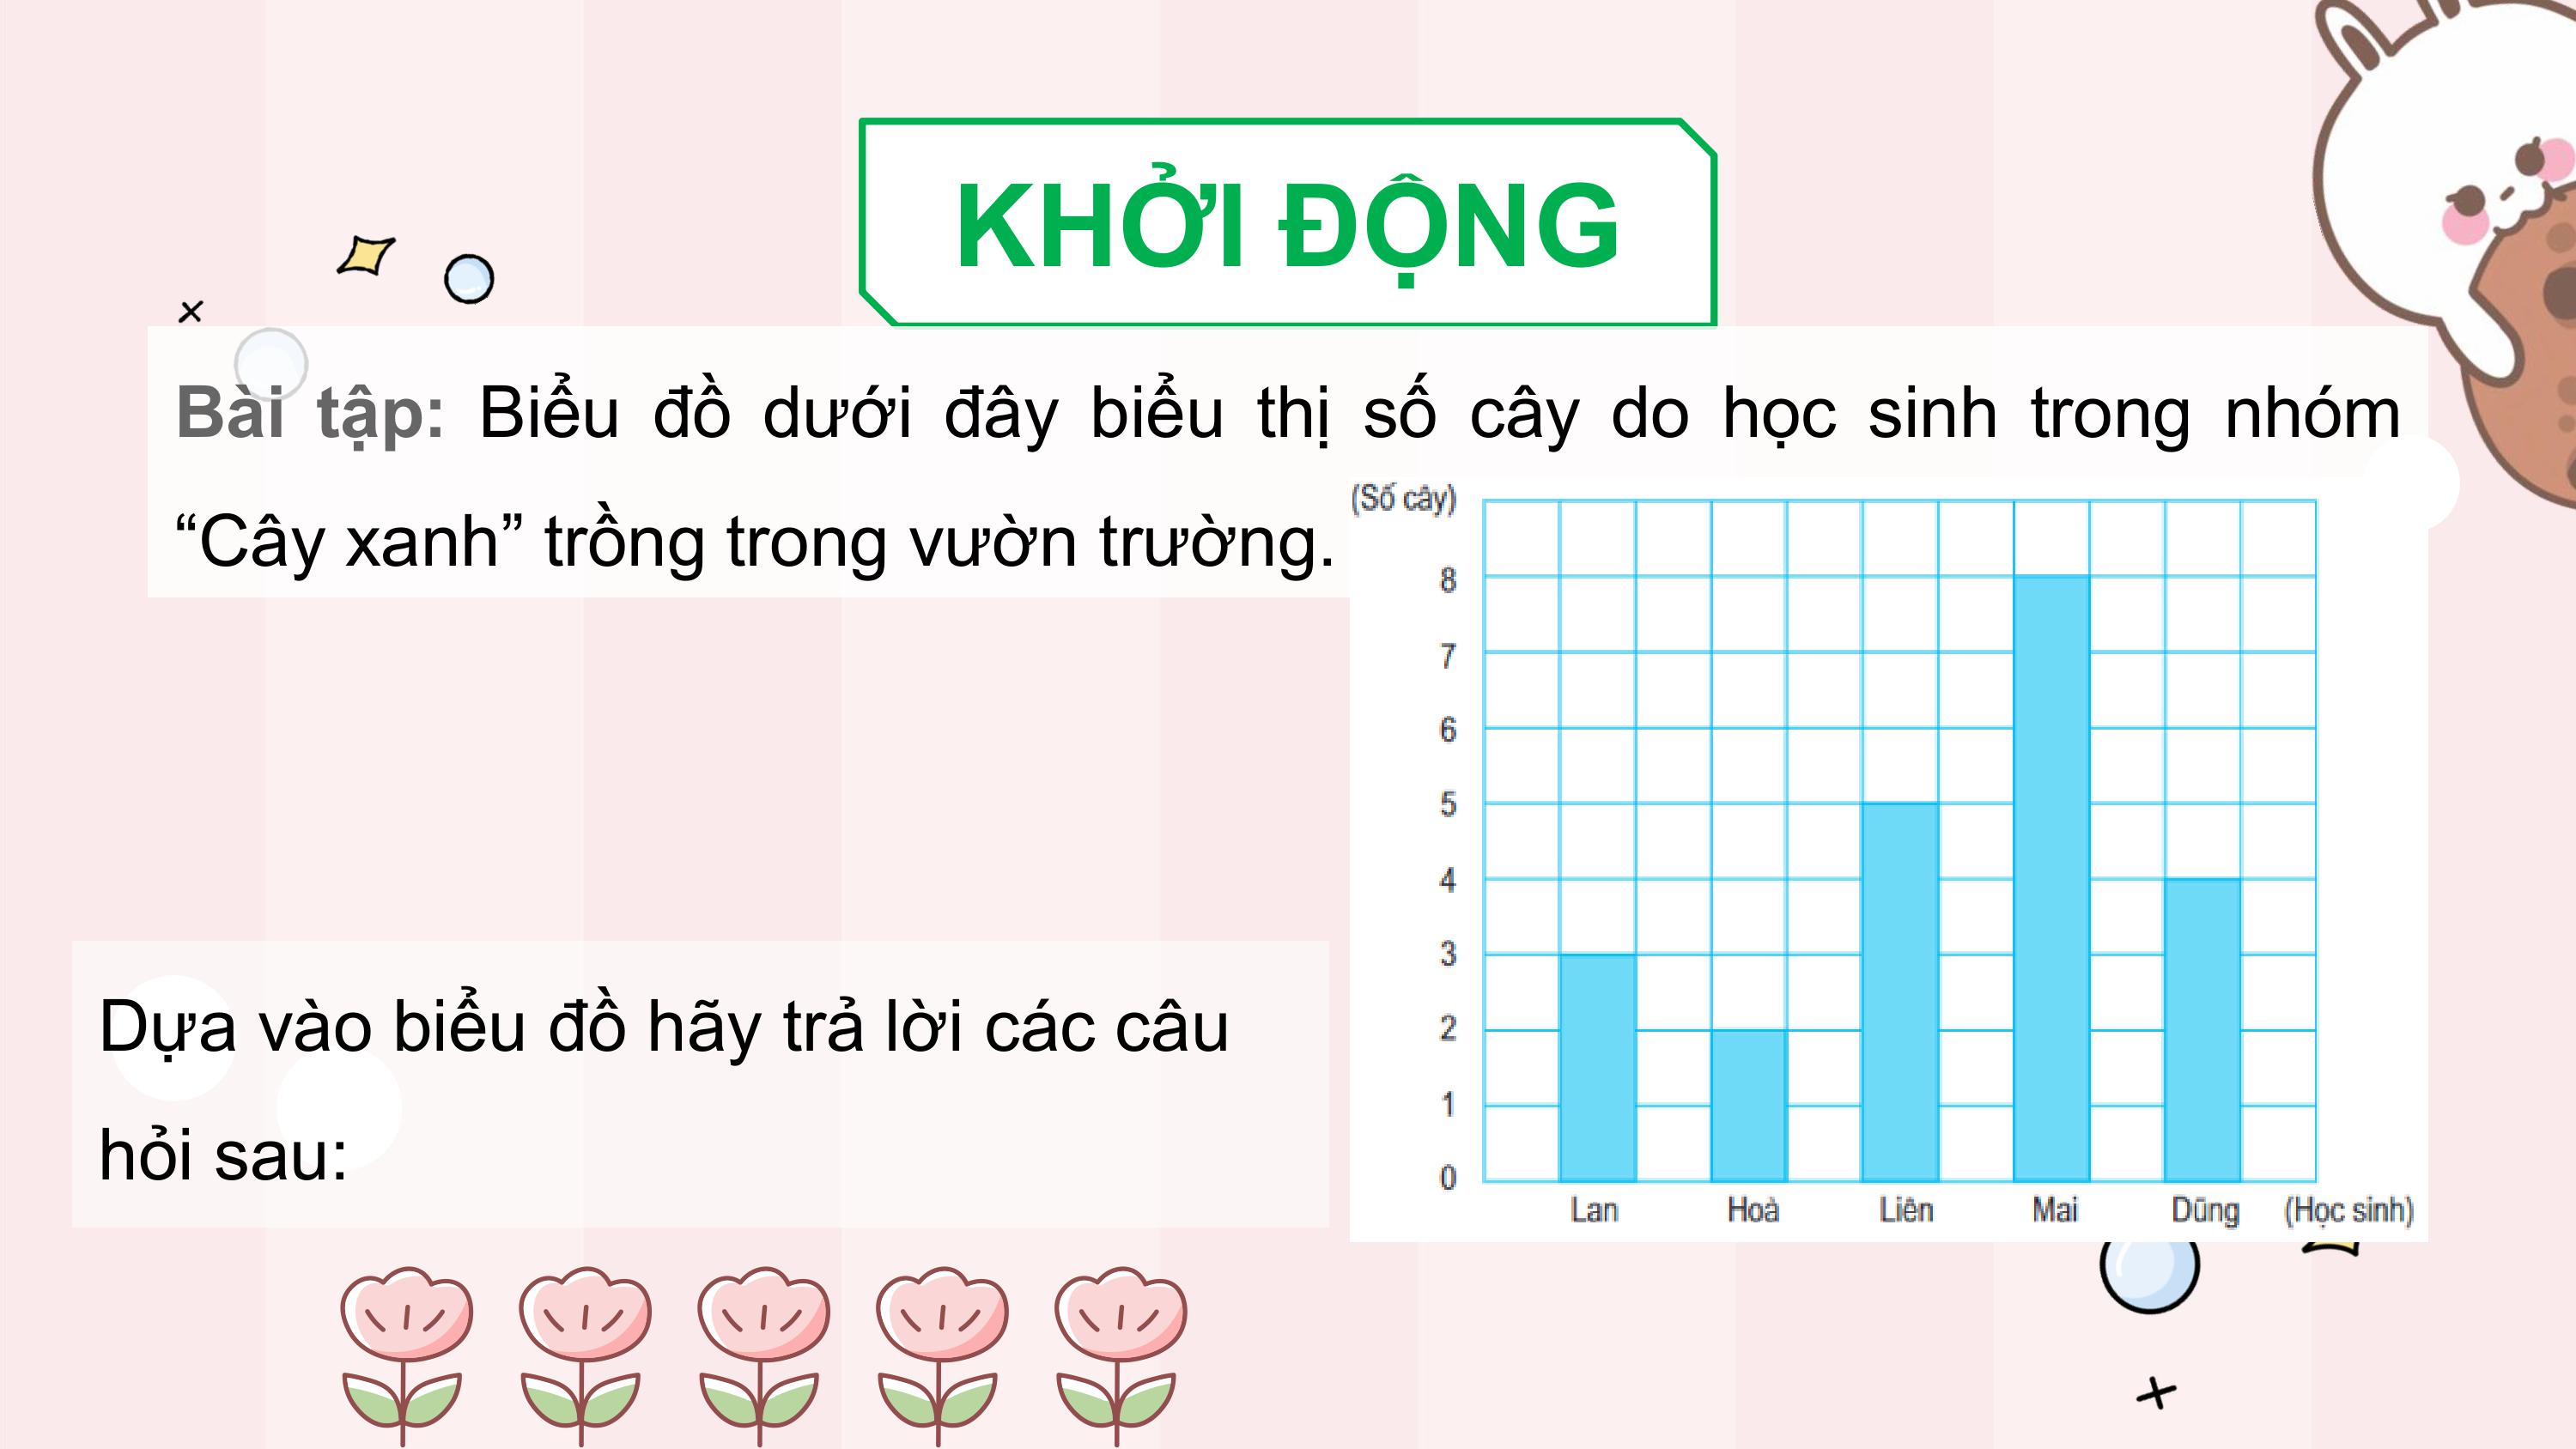 KHỞI ĐỘNG
Bài tập: Biểu đồ dưới đây biểu thị số cây do học sinh trong nhóm
“Cây xanh” trồng trong vườn trường.
(Số cây)
8
7
6
5
4
3
2
1
0
Lan Hoà Liên Mai Dũng (Học sinh)
Dựa vào biểu đồ hãy trả lời các câu
hỏi sau: